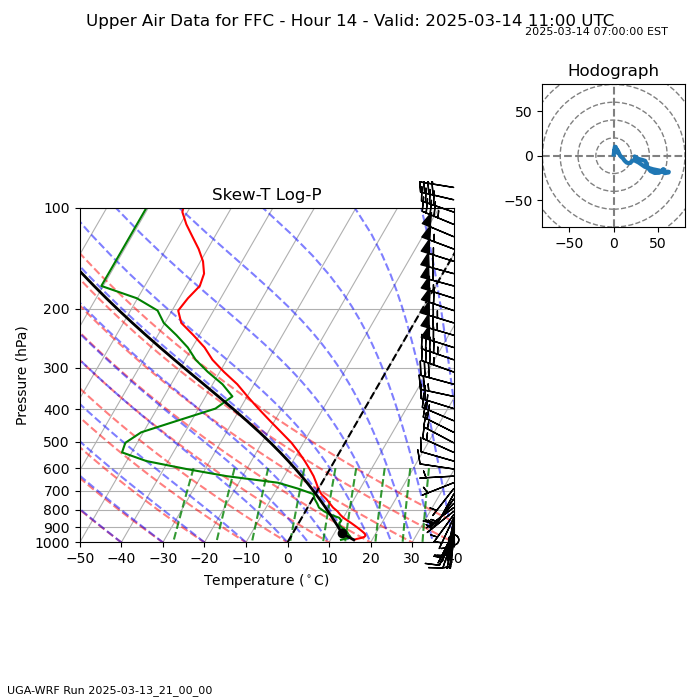 Upper Air Data for FFC - Hour 14 - Valid: 2025-03-14 11:00 UTC
2025-03-14 07:00:00 EST
Hodograph
50
0
−50
−50 0 50
Skew-T Log-P
100
200
300
400
500
600
700
800
900
1000
Pressure (hPa)
−50 −40 −30 −20 −10 0 10 20 30 40
Temperature (°C)
UGA-WRF Run 2025-03-13_21_00_00